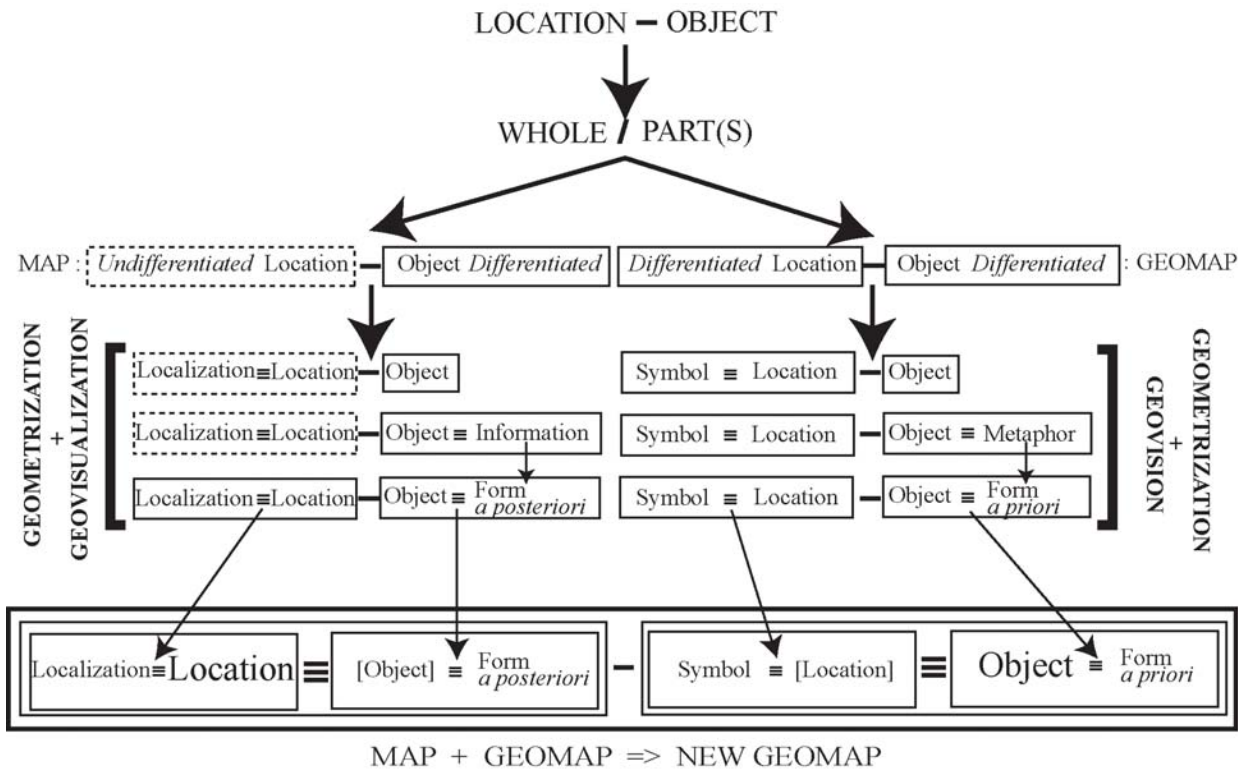 LOCATION – OBJECT
WHOLE / PART(S)
MAP : Undifferentiated Location – Object Differentiated Differentiated Location – Object Differentiated : GEOMAP
GEOMETRIZATION
+
GEOVISUALIZATION
Localization≡Location – Object Symbol ≡ Location – Object
Localization≡Location – Object ≡ Information Symbol ≡ Location – Object ≡ Metaphor
Localization≡Location – Object ≡ Form a posteriori Symbol ≡ Location – Object ≡ Form a priori
GEOMETRIZATION
+
GEOVISION
Localization≡Location ≡ [Object] ≡ Form a posteriori – Symbol ≡ [Location] ≡ Object ≡ Form a priori
MAP + GEOMAP => NEW GEOMAP